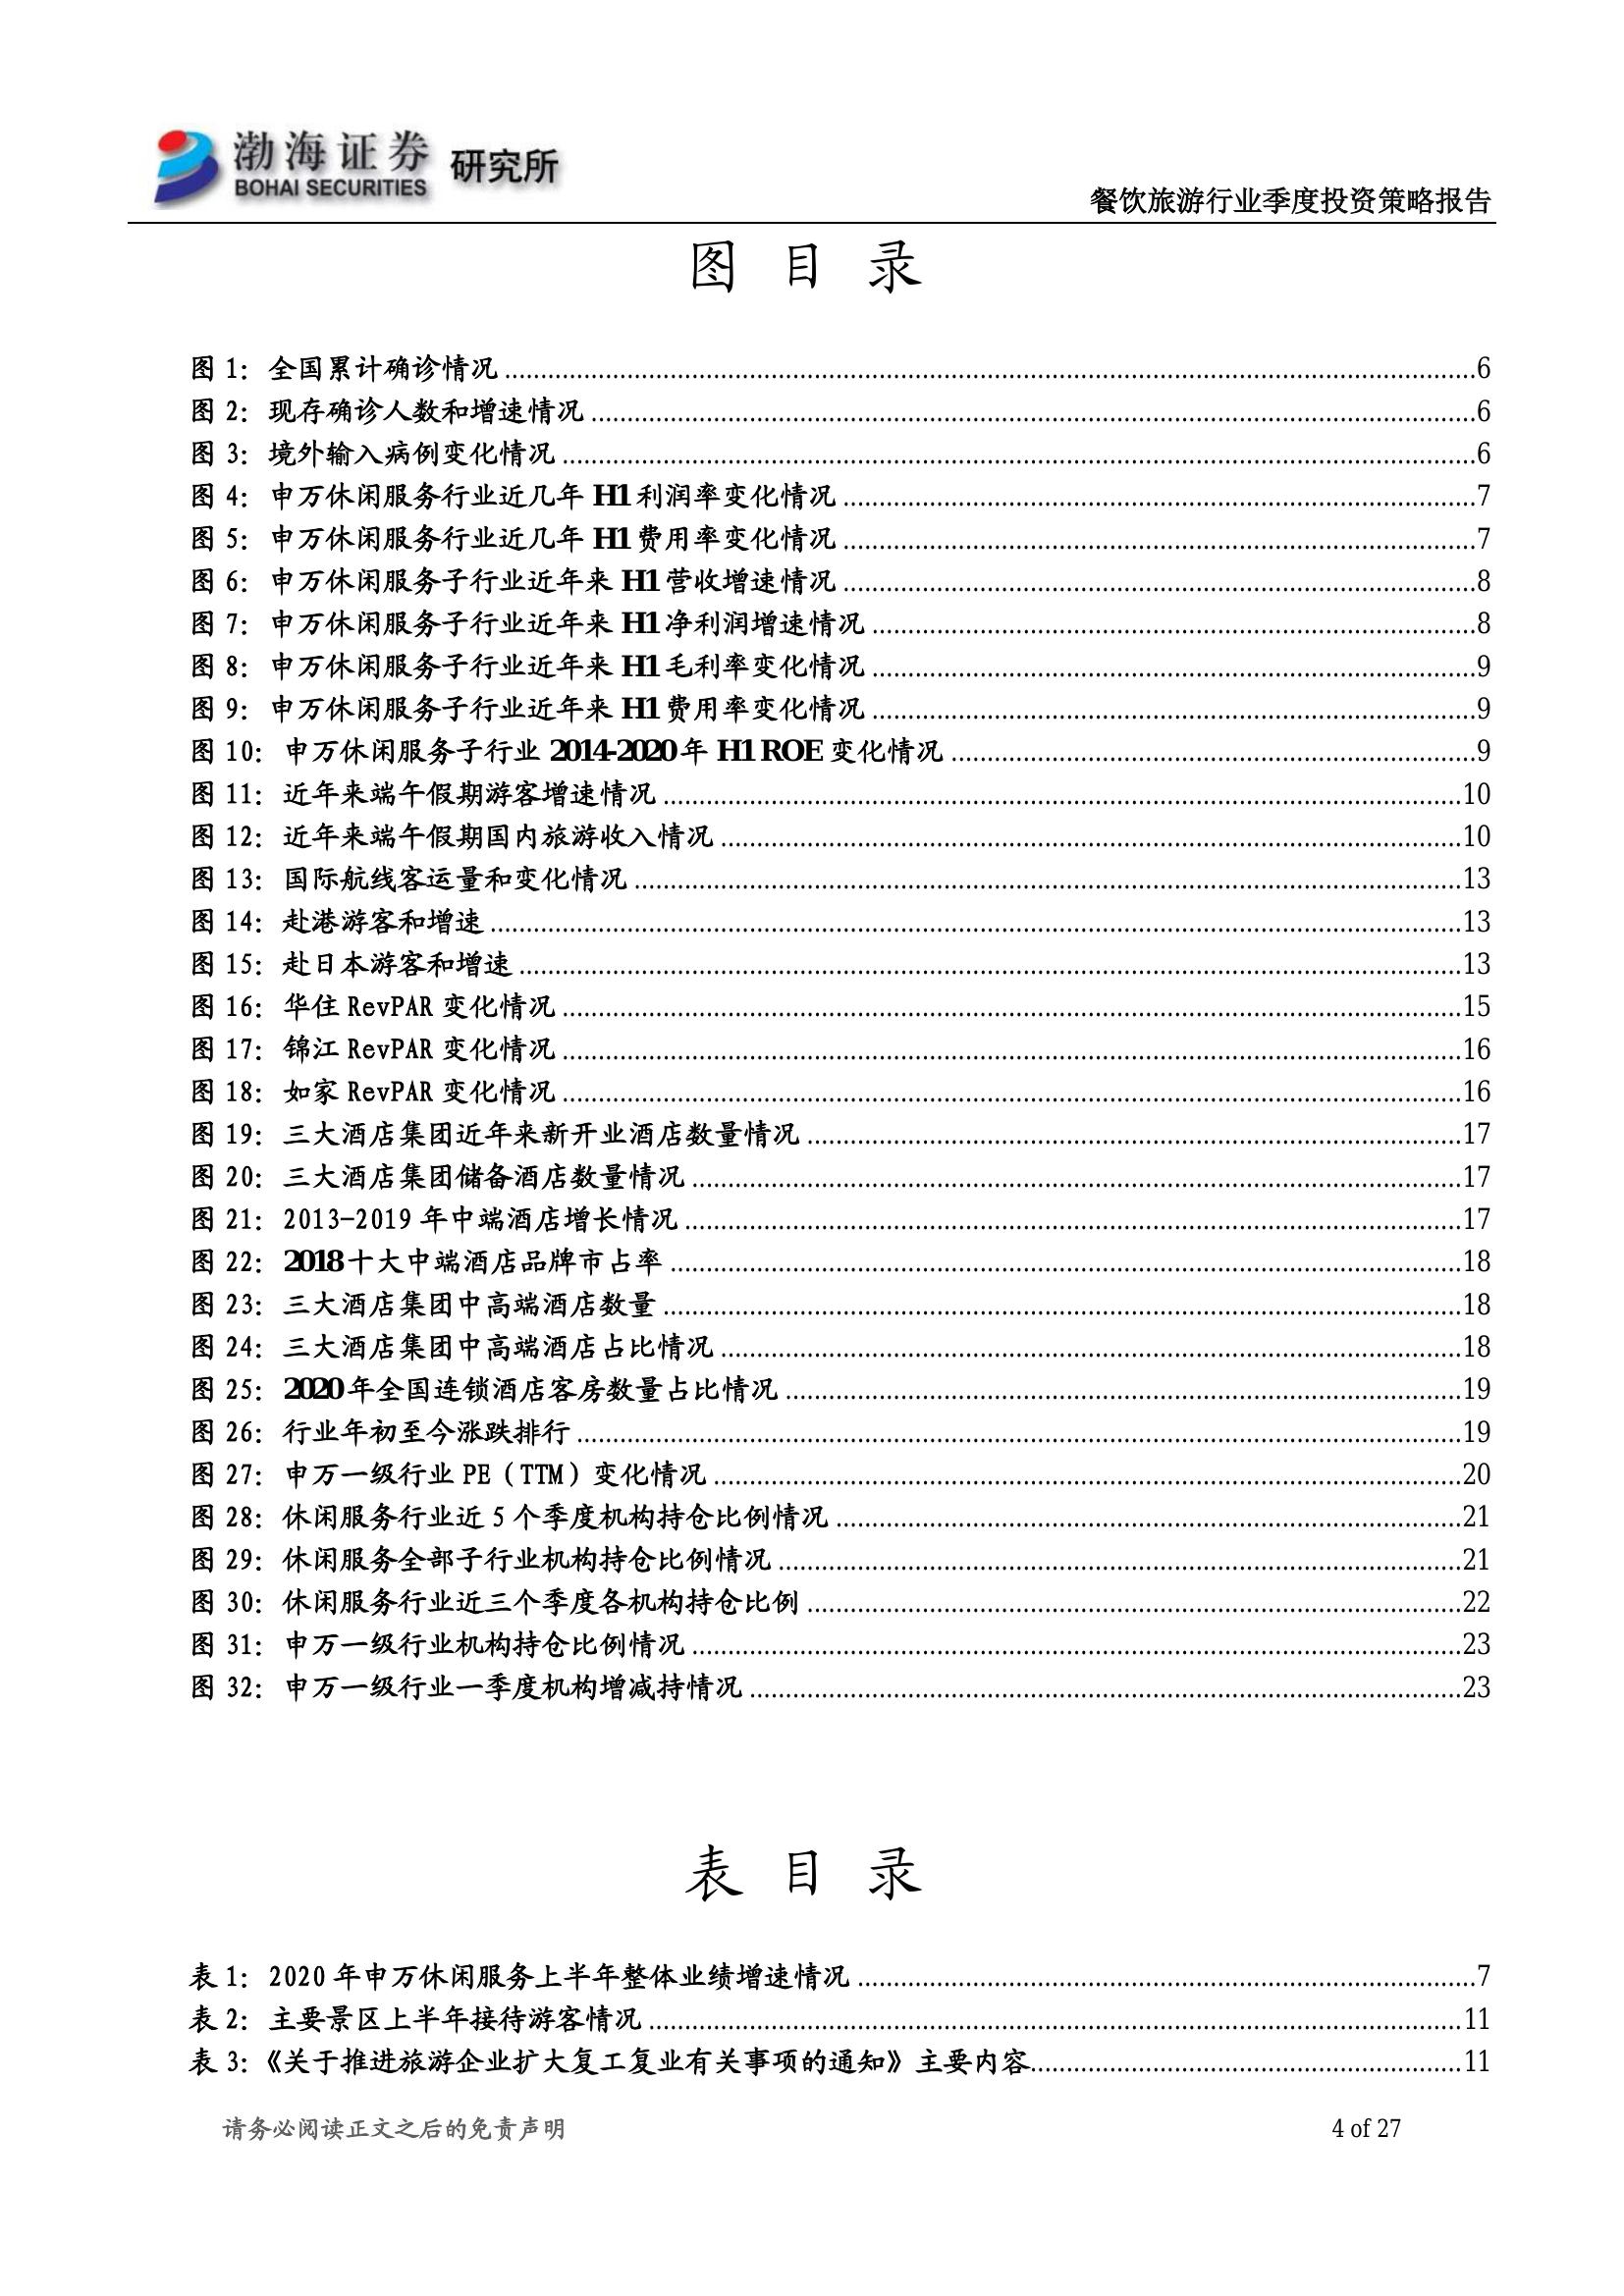 渤海证券 研究所
BOHAI SECURITIES
餐饮旅游行业季度投资策略报告
图 目 录
图 1：全国累计确诊情况 6
图 2：现存确诊人数和增速情况 6
图 3：境外输入病例变化情况 6
图 4：申万休闲服务行业近几年 H1 利润率变化情况 7
图 5：申万休闲服务行业近几年 H1 费用率变化情况 7
图 6：申万休闲服务子行业近年来 H1 营收增速情况 8
图 7：申万休闲服务子行业近年来 H1 净利润增速情况 8
图 8：申万休闲服务子行业近年来 H1 毛利率变化情况 9
图 9：申万休闲服务子行业近年来 H1 费用率变化情况 9
图 10：申万休闲服务子行业 2014-2020 年 H1 ROE 变化情况 9
图 11：近年来端午假期游客增速情况 10
图 12：近年来端午假期国内旅游收入情况 10
图 13：国际航线客运量和变化情况 13
图 14：赴港游客和增速 13
图 15：赴日本游客和增速 13
图 16：华住 RevPAR 变化情况 15
图 17：锦江 RevPAR 变化情况 16
图 18：如家 RevPAR 变化情况 16
图 19：三大酒店集团近年来新开业酒店数量情况 17
图 20：三大酒店集团储备酒店数量情况 17
图 21：2013-2019 年中端酒店增长情况 17
图 22：2018 十大中端酒店品牌市占率 18
图 23：三大酒店集团中高端酒店数量 18
图 24：三大酒店集团中高端酒店占比情况 18
图 25：2020 年全国连锁酒店客房数量占比情况 19
图 26：行业年初至今涨跌排行 19
图 27：申万一级行业 PE（TTM）变化情况 20
图 28：休闲服务行业近 5 个季度机构持仓比例情况 21
图 29：休闲服务全部子行业机构持仓比例情况 21
图 30：休闲服务行业近三个季度各机构持仓比例 22
图 31：申万一级行业机构持仓比例情况 23
图 32：申万一级行业一季度机构增减持情况 23
表 目 录
表 1：2020 年申万休闲服务上半年整体业绩增速情况 7
表 2：主要景区上半年接待游客情况 11
表 3：《关于推进旅游企业扩大复工复业有关事项的通知》主要内容 11
请务必阅读正文之后的免责声明 4 of 27